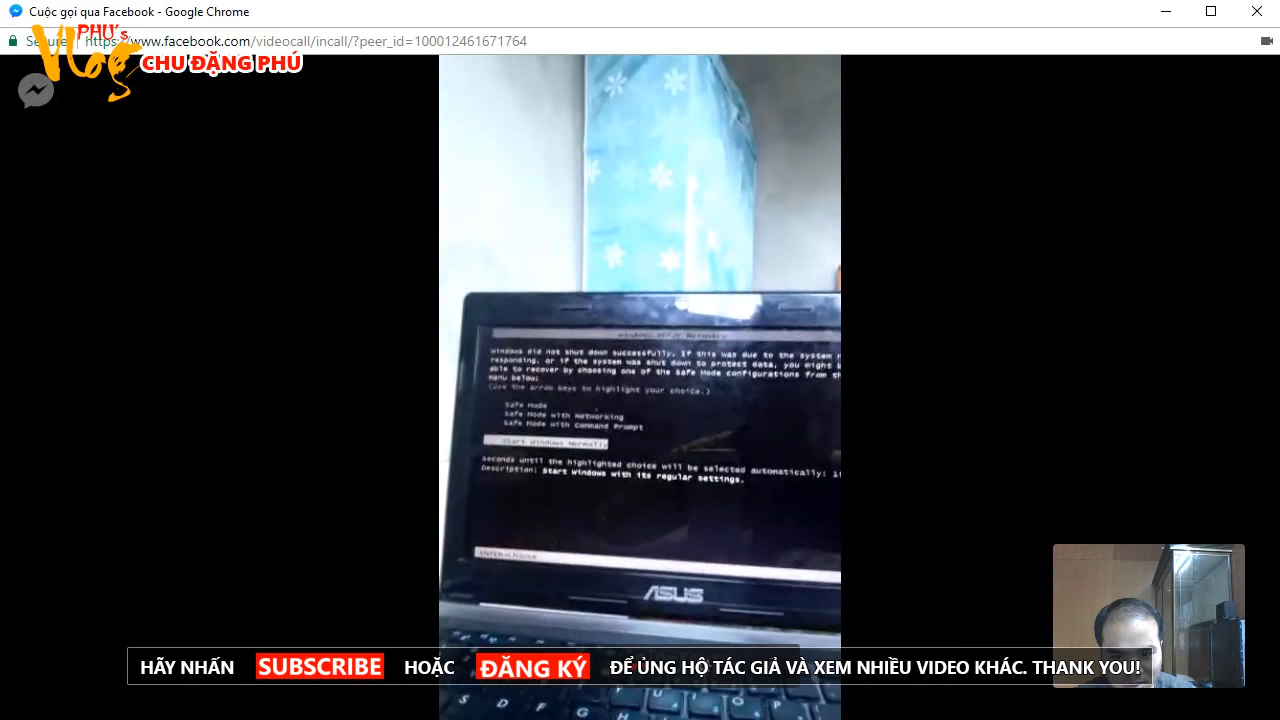 Cuộc gọi qua Facebook - Google Chrome
https://www.facebook.com/videocall/incall/?peer_id=100012461671764
PHU's
Vlog
CHU ĐẶNG PHÚ
Windows Error Recovery
Windows did not shut down successfully. If this was due to the system
responding, or if the system was shut down to protect data, you might
able to recover by choosing one of the Safe Mode configurations from
menu below:
(Use the arrow keys to highlight your choice.)
Safe Mode
Safe Mode with Networking
Safe Mode with Command Prompt
Start Windows Normally
Seconds until the highlighted choice will be selected automatically:
Description: Start Windows with its regular settings.
ENTER=Choose
ASUS
HÃY NHẤN SUBSCRIBE HOẶC ĐĂNG KÝ ĐỂ ỦNG HỘ TÁC GIẢ VÀ XEM NHIỀU VIDEO KHÁC. THANK YOU!
Y U O P
S D F G H